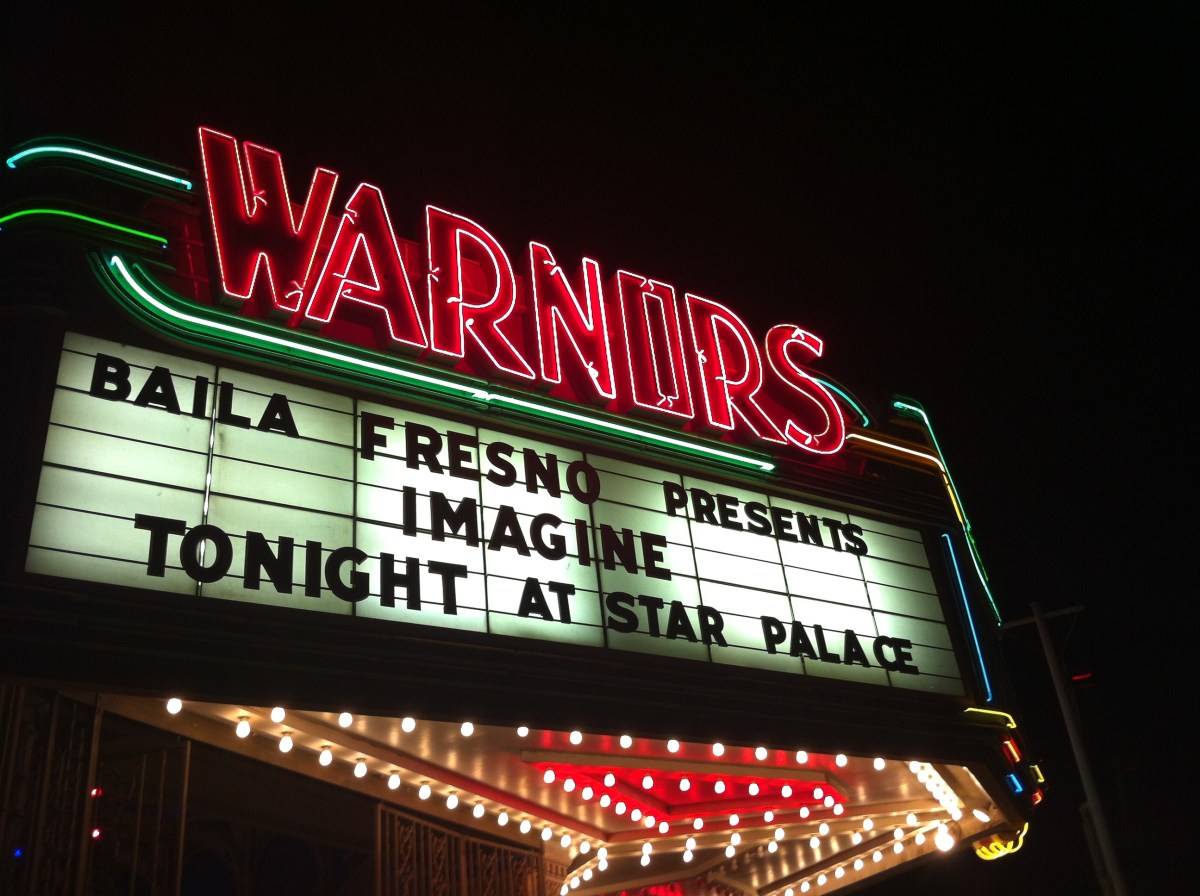 WARNORS
BAILA FRESNO PRESENTS
IMAGINE
TONIGHT AT STAR PALACE